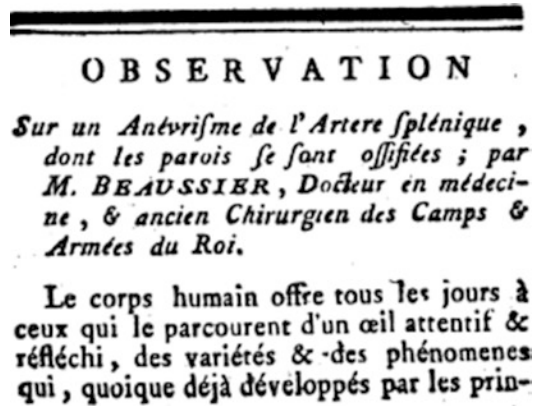 OBSERVATION
Sur un Anévriſme de l'Artere ſplénique,
dont les parois ſe ſont oſſifiées ; par
M. BEAUSSIER, Docteur en médeci-
ne, & ancien Chirurgien des Camps &
Armées du Roi.
Le corps humain offre tous les jours à
ceux qui le parcourent d'un œil attentif &
réfléchi, des variétés & des phénomenes
qui, quoique déjà développés par les prin-